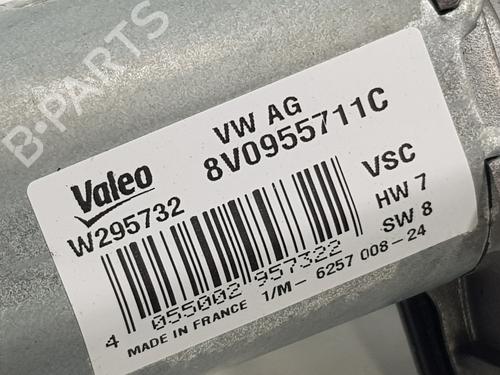 B-PARTS
VW AG
8V0955711C
Valeo
W295732
VSC
HW 7
SW 8
4 055002 957322
1/M- 6257 008-24
MADE IN FRANCE